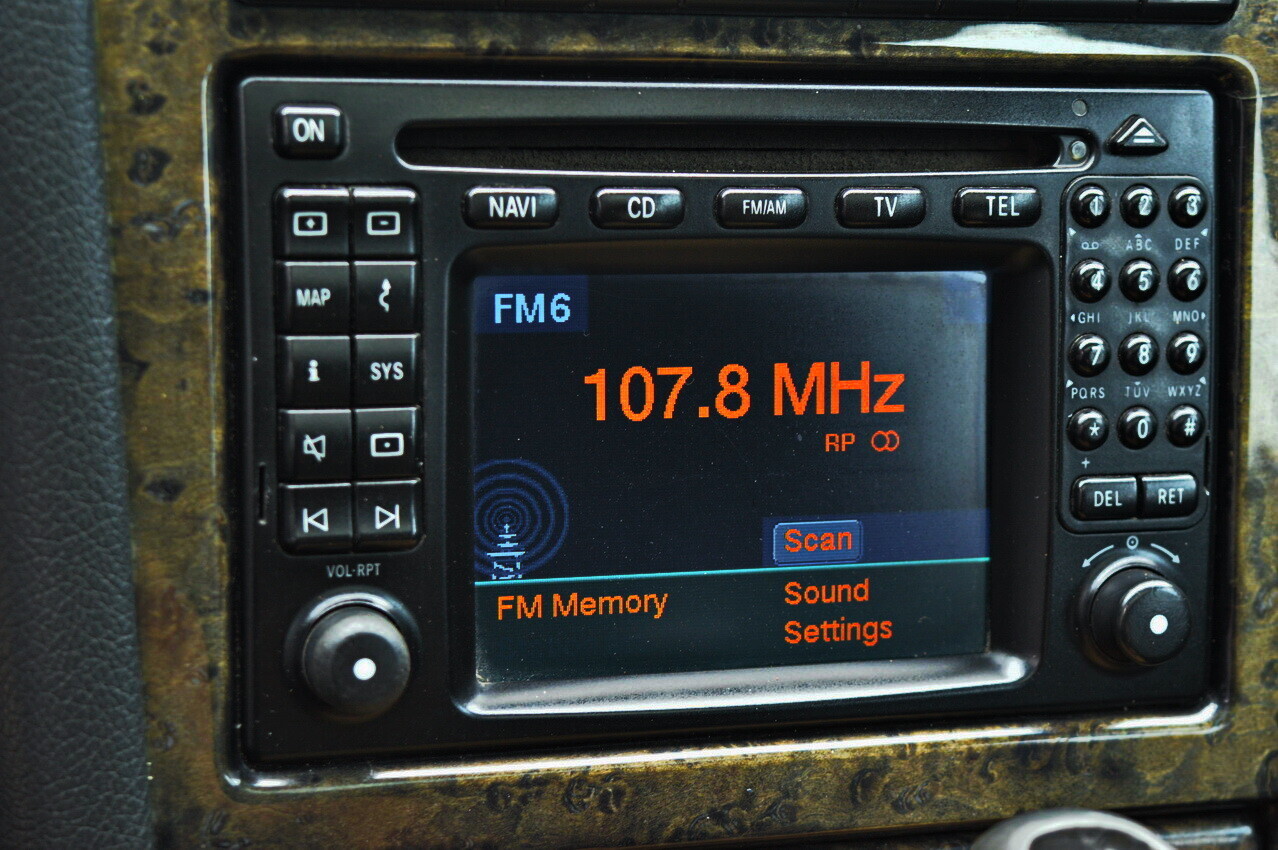 ON
NAVI CD FM/AM TV TEL
1 2 3
ABC DEF
MAP
4 5 6
GHI JKL MNO
i SYS
7 8 9
PQRS TUV WXYZ
* 0 #
+
DEL RET
VOL-RPT
FM6
107.8 MHz
RP
Scan
FM Memory
Sound
Settings